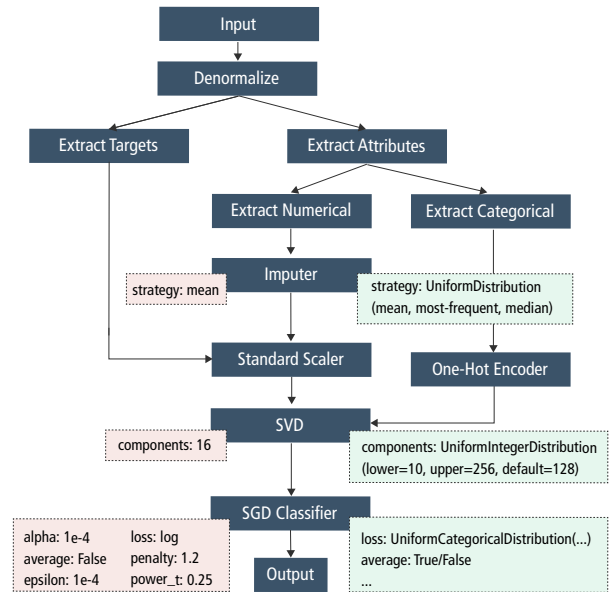 Input
Denormalize
Extract Targets
Extract Attributes
Extract Numerical
Extract Categorical
Imputer
strategy: mean
strategy: UniformDistribution
(mean, most-frequent, median)
Standard Scaler
One-Hot Encoder
SVD
components: 16
components: UniformIntegerDistribution
(lower=10, upper=256, default=128)
SGD Classifier
alpha: 1e-4 loss: log
average: False penalty: 1.2
epsilon: 1e-4 power_t: 0.25
loss: UniformCategoricalDistribution(...)
average: True/False
...
Output